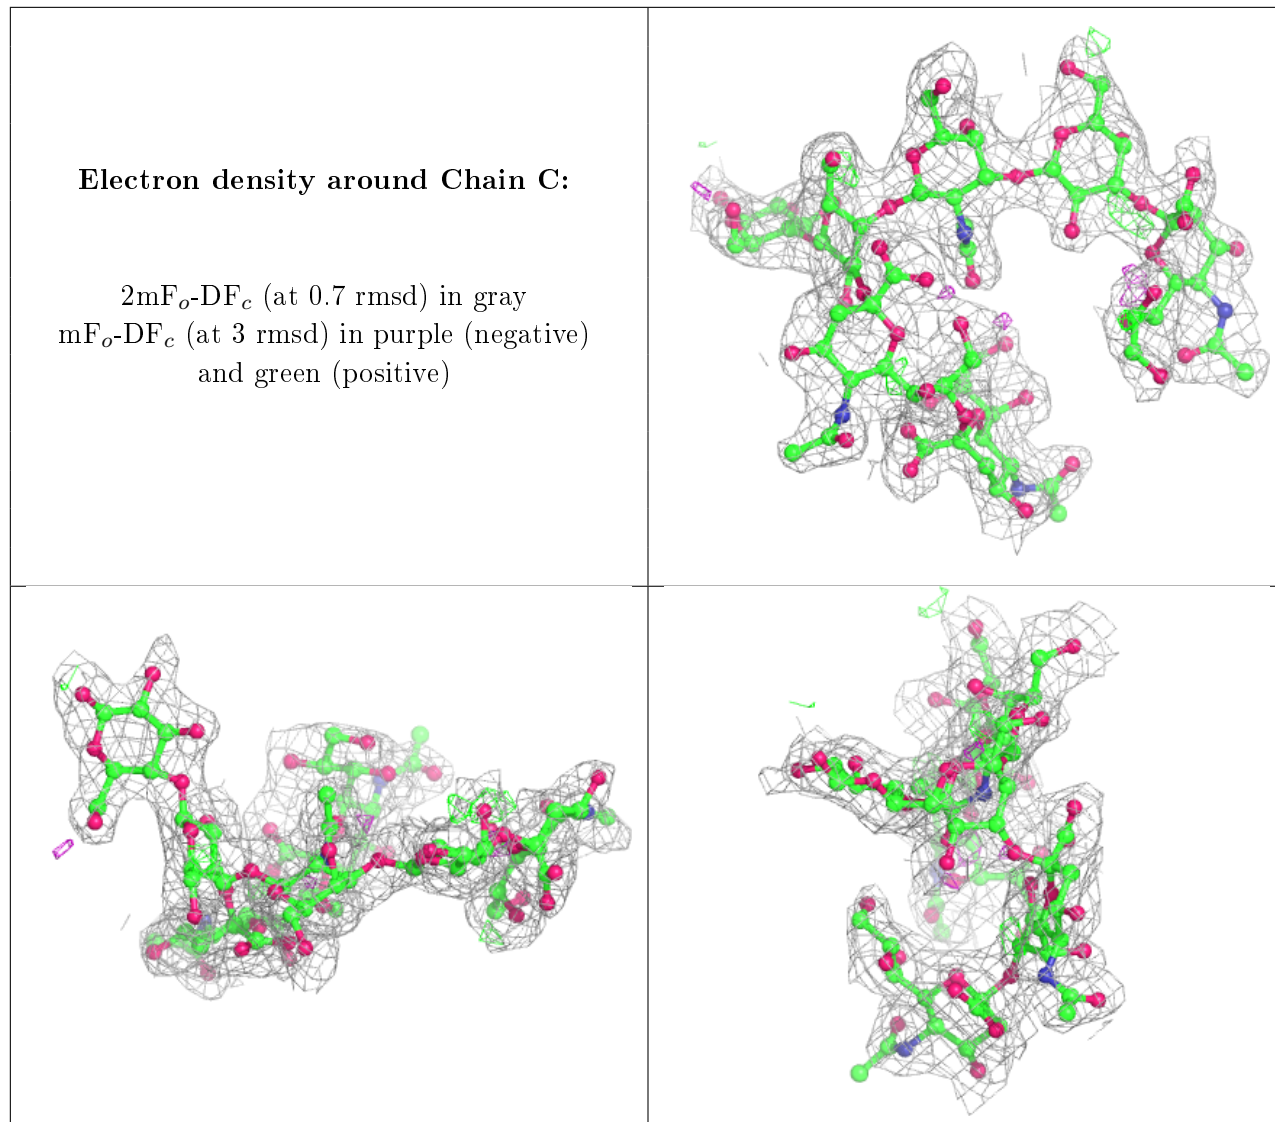 Electron density around Chain C:
2mFₒ-DF𝒸 (at 0.7 rmsd) in gray
mFₒ-DF𝒸 (at 3 rmsd) in purple (negative)
and green (positive)